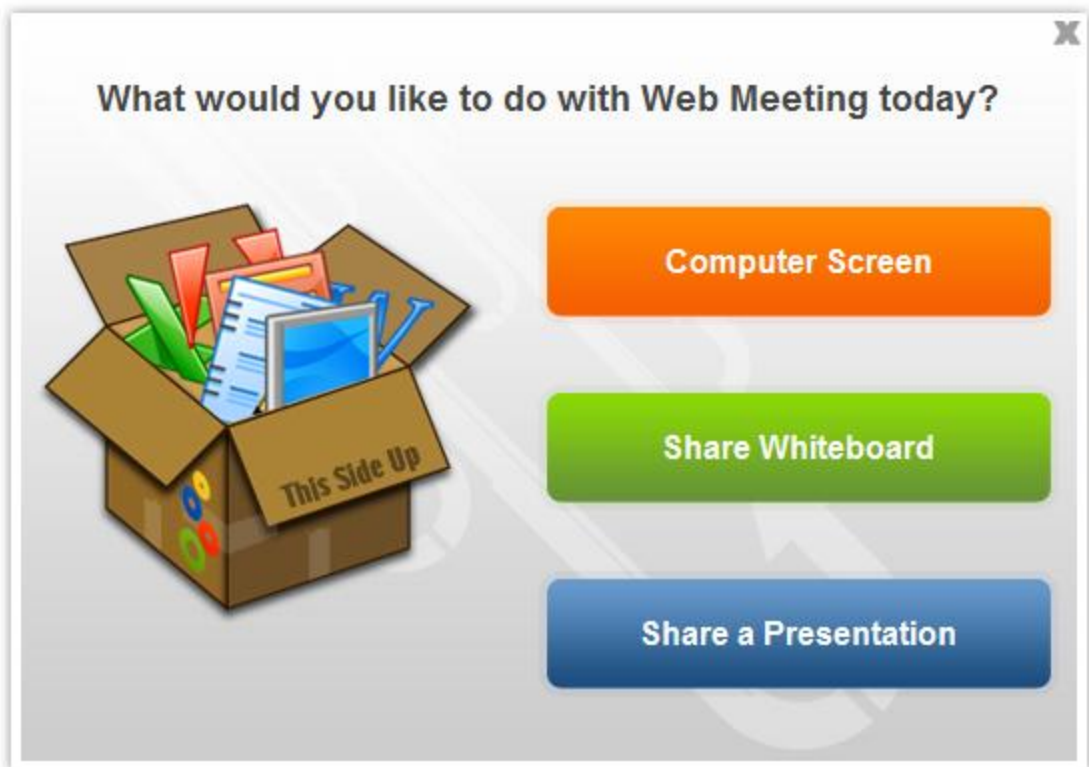 X
What would you like to do with Web Meeting today?
Computer Screen
This Side Up
Share Whiteboard
Share a Presentation